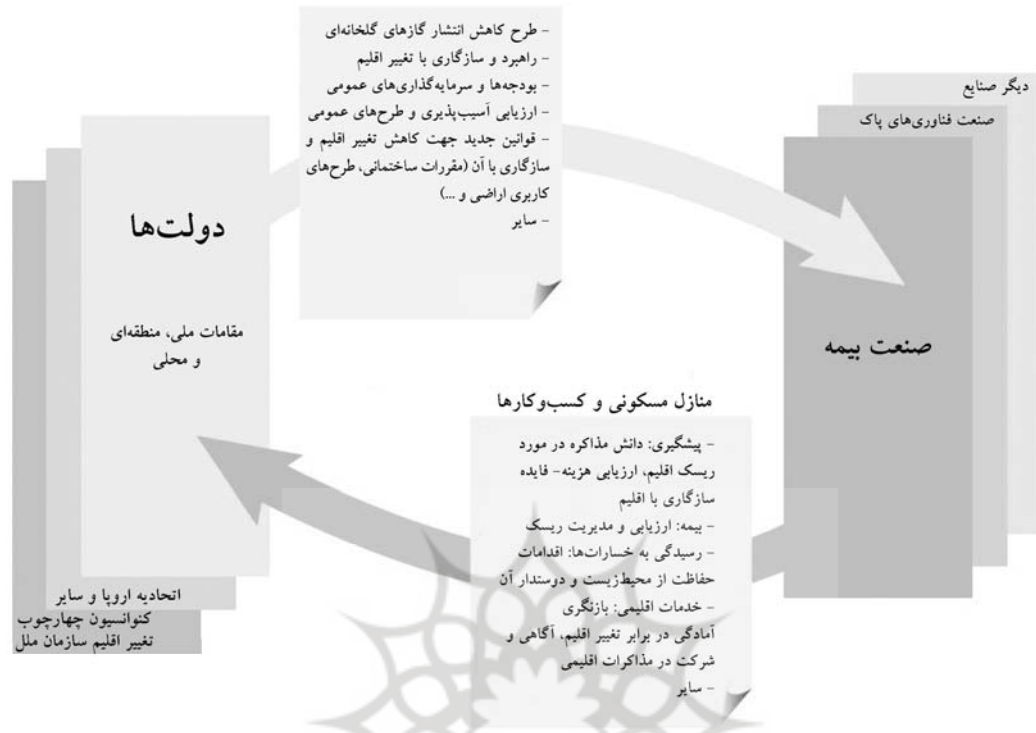 - طرح کاهش انتشار گازهای گلخانه‌ای
- راهبرد و سازگاری با تغییر اقلیم
- بودجه‌ها و سرمایه‌گذاری‌های عمومی
- ارزیابی آسیب‌پذیری و طرح‌های عمومی
- قوانین جدید جهت کاهش تغییر اقلیم و
سازگاری با آن (مقررات ساختمانی، طرح‌های
کاربری اراضی و ...)
- سایر
دیگر صنایع
صنعت فناوری‌های پاک
صنعت بیمه
دولت‌ها
مقامات ملی، منطقه‌ای
و محلی
اتحادیه اروپا و سایر
کنوانسیون چهارچوب
تغییر اقلیم سازمان ملل
منازل مسکونی و کسب‌وکارها
- پیشگیری: دانش مذاکره در مورد
ریسک اقلیم، ارزیابی هزینه- فایده
سازگاری با اقلیم
- بیمه: ارزیابی و مدیریت ریسک
- رسیدگی به خسارات‌ها: اقدامات
حفاظت از محیط‌زیست و دوستدار آن
- خدمات اقلیمی: بازنگری
آمادگی در برابر تغییر اقلیم، آگاهی و
شرکت در مذاکرات اقلیمی
- سایر